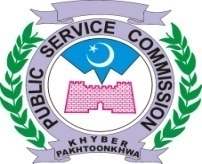 PUBLIC SERVICE COMMISSION
KHYBER
PAKHTOONKHWA